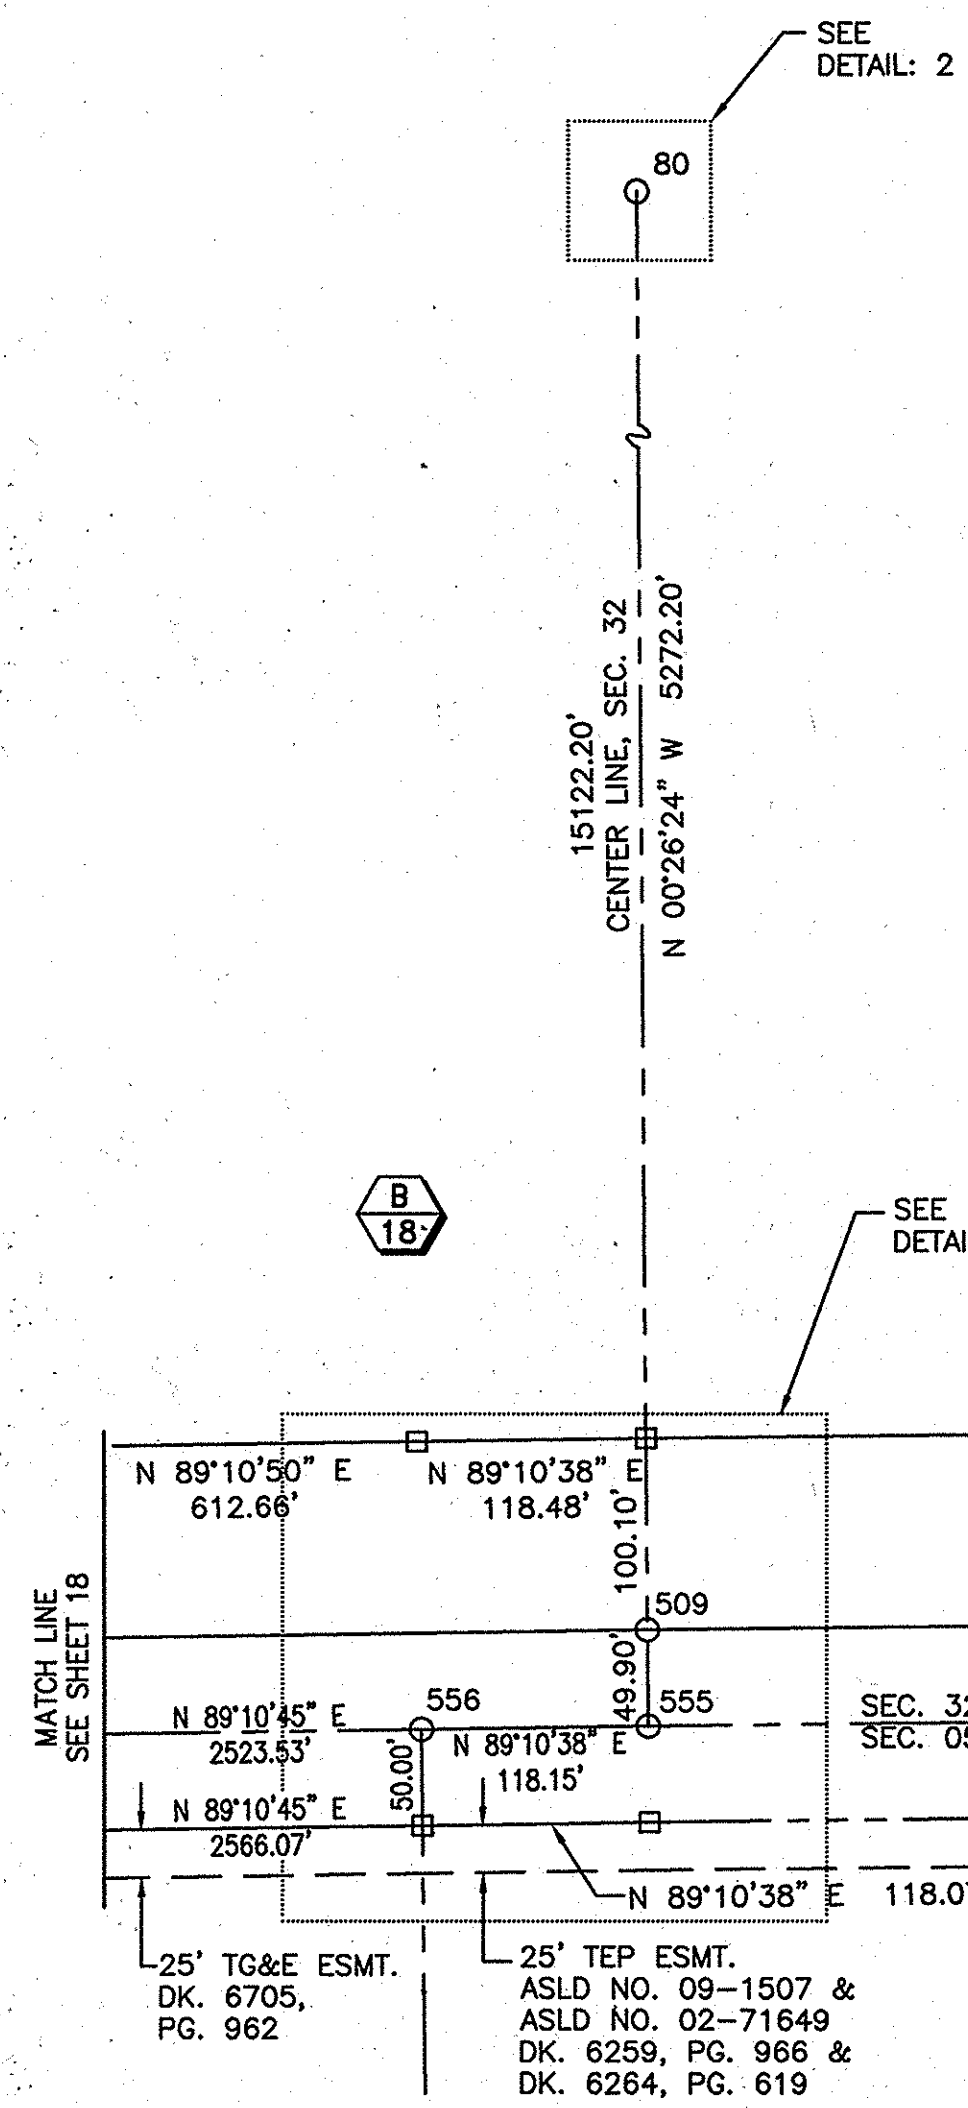 SEE
DETAIL: 2
80
15122.20'
CENTER LINE, SEC. 32
N 00°26'24" W 5272.20'
B
18
SEE
N 89°10'50" E
612.66'
N 89°10'38" E
118.48'
100.10'
MATCH LINE
SEE SHEET 18
509
49.90'
N 89°10'45" E
2523.53'
556
555
N 89°10'38" E
118.15'
50.00'
SEC.
SEC.
N 89°10'45" E
2566.07'
N 89°10'38" E
25' TG&E ESMT.
DK. 6705,
PG. 962
25' TEP ESMT.
ASLD NO. 09-1507 &
ASLD NO. 02-71649
DK. 6259, PG. 966 &
DK. 6264, PG. 619